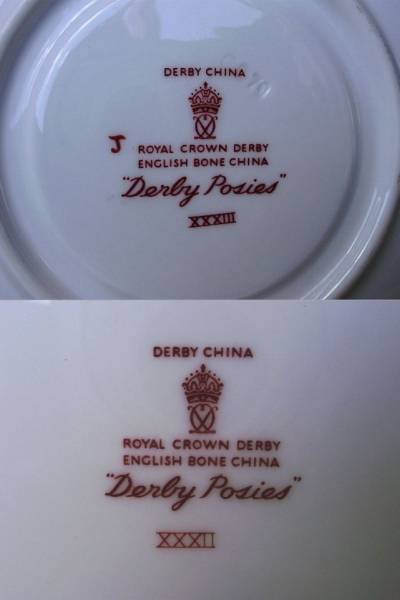 DERBY CHINA
J ROYAL CROWN DERBY
ENGLISH BONE CHINA
"Derby Posies"
XXXIII
DERBY CHINA
ROYAL CROWN DERBY
ENGLISH BONE CHINA
"Derby Posies"
XXXII